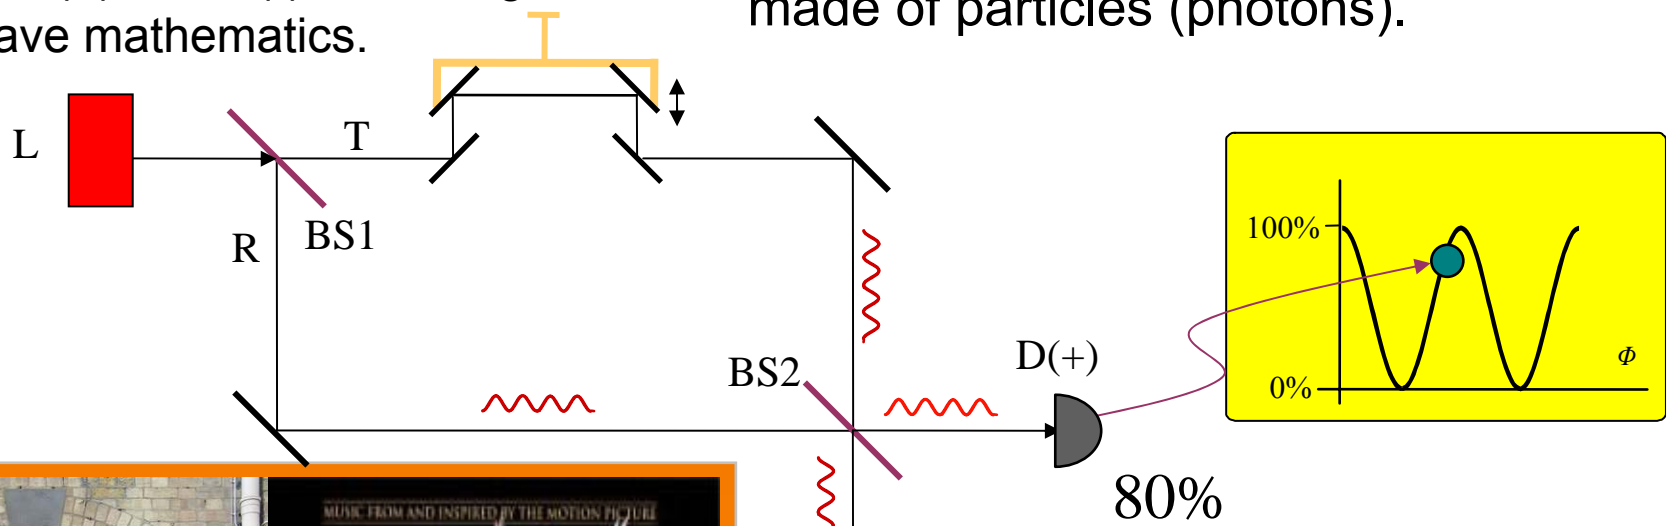 made of particles (photons).
ave mathematics.
L
T
R
BS1
BS2
D(+)
100%
0%
Φ
80%
MUSIC FROM AND INSPIRED BY THE MOTION PICTURE